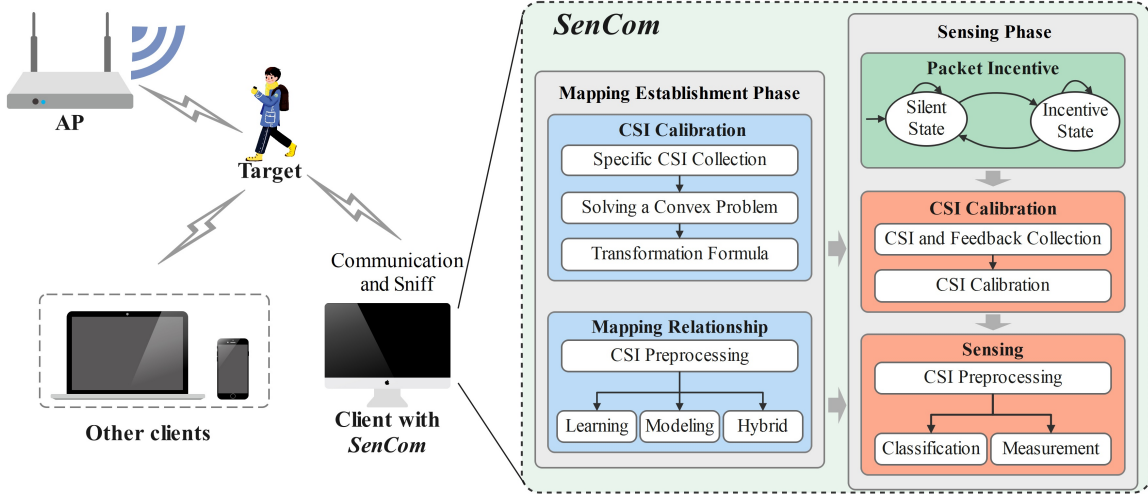 AP
Target
Other clients
Communication
and Sniff
Client with
SenCom
SenCom
Mapping Establishment Phase
CSI Calibration
Specific CSI Collection
Solving a Convex Problem
Transformation Formula
Mapping Relationship
CSI Preprocessing
Learning
Modeling
Hybrid
Sensing Phase
Packet Incentive
Silent
State
Incentive
State
CSI Calibration
CSI and Feedback Collection
CSI Calibration
Sensing
CSI Preprocessing
Classification
Measurement